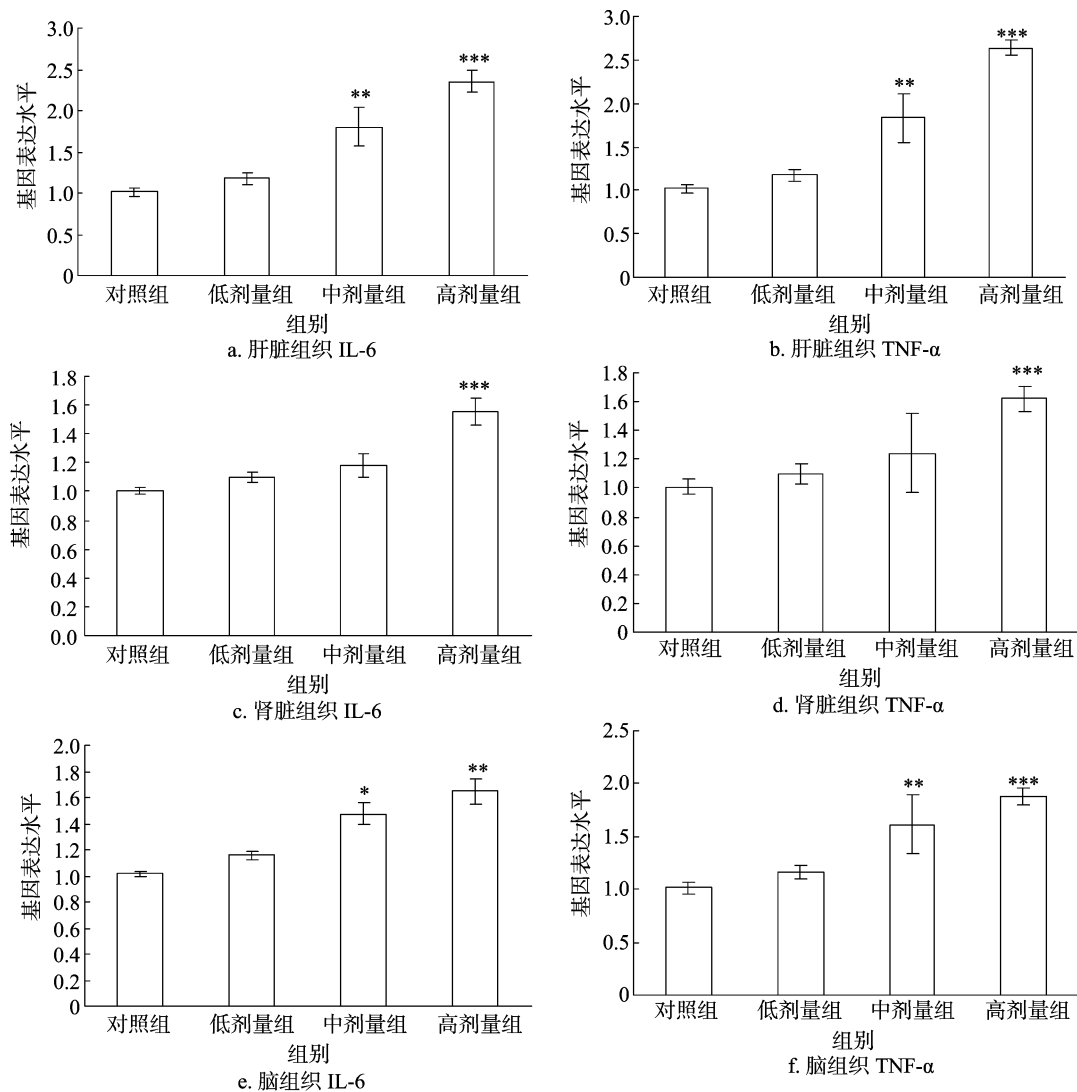 基因表达水平
3.0
2.5
2.0
1.5
1.0
0.5
0
**
***
对照组 低剂量组 中剂量组 高剂量组
组别
a. 肝脏组织 IL-6
基因表达水平
3.0
2.5
2.0
1.5
1.0
0.5
0
**
***
对照组 低剂量组 中剂量组 高剂量组
组别
b. 肝脏组织 TNF-α
基因表达水平
1.8
1.6
1.4
1.2
1.0
0.8
0.6
0.4
0.2
0.0
***
对照组 低剂量组 中剂量组 高剂量组
组别
c. 肾脏组织 IL-6
基因表达水平
1.8
1.6
1.4
1.2
1.0
0.8
0.6
0.4
0.2
0
***
对照组 低剂量组 中剂量组 高剂量组
组别
d. 肾脏组织 TNF-α
基因表达水平
2.0
1.8
1.6
1.4
1.2
1.0
0.8
0.6
0.4
0.2
0
*
**
对照组 低剂量组 中剂量组 高剂量组
组别
e. 脑组织 IL-6
基因表达水平
2.5
2.0
1.5
1.0
0.5
0
**
***
对照组 低剂量组 中剂量组 高剂量组
组别
f. 脑组织 TNF-α